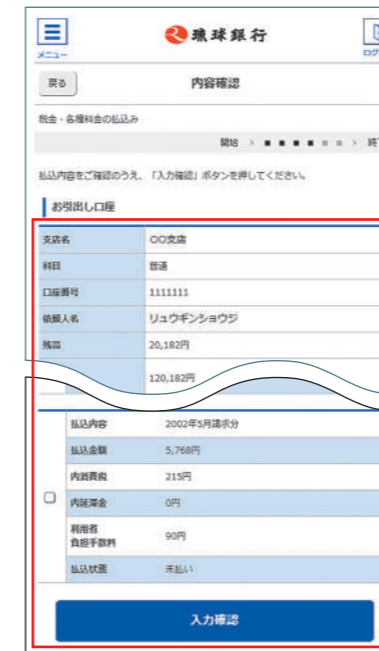 メニュー
琉球銀行
戻る
内容確認
税金・各種料金の払込み
開始 > ■ ■ ■ ■ ■ ■ ■ > 終
払込内容をご確認のうえ、「入力確認」ボタンを押してください。
お引出し口座
支店名 〇〇支店
科目 普通
口座番号 1111111
依頼人名 リュウギンショウジ
残高 20,182円
120,182円
払込内容 2002年5月請求分
払込金額 5,768円
内消費税 215円
内延滞金 0円
利用者
負担手数料 90円
払込状態 未払い
入力確認